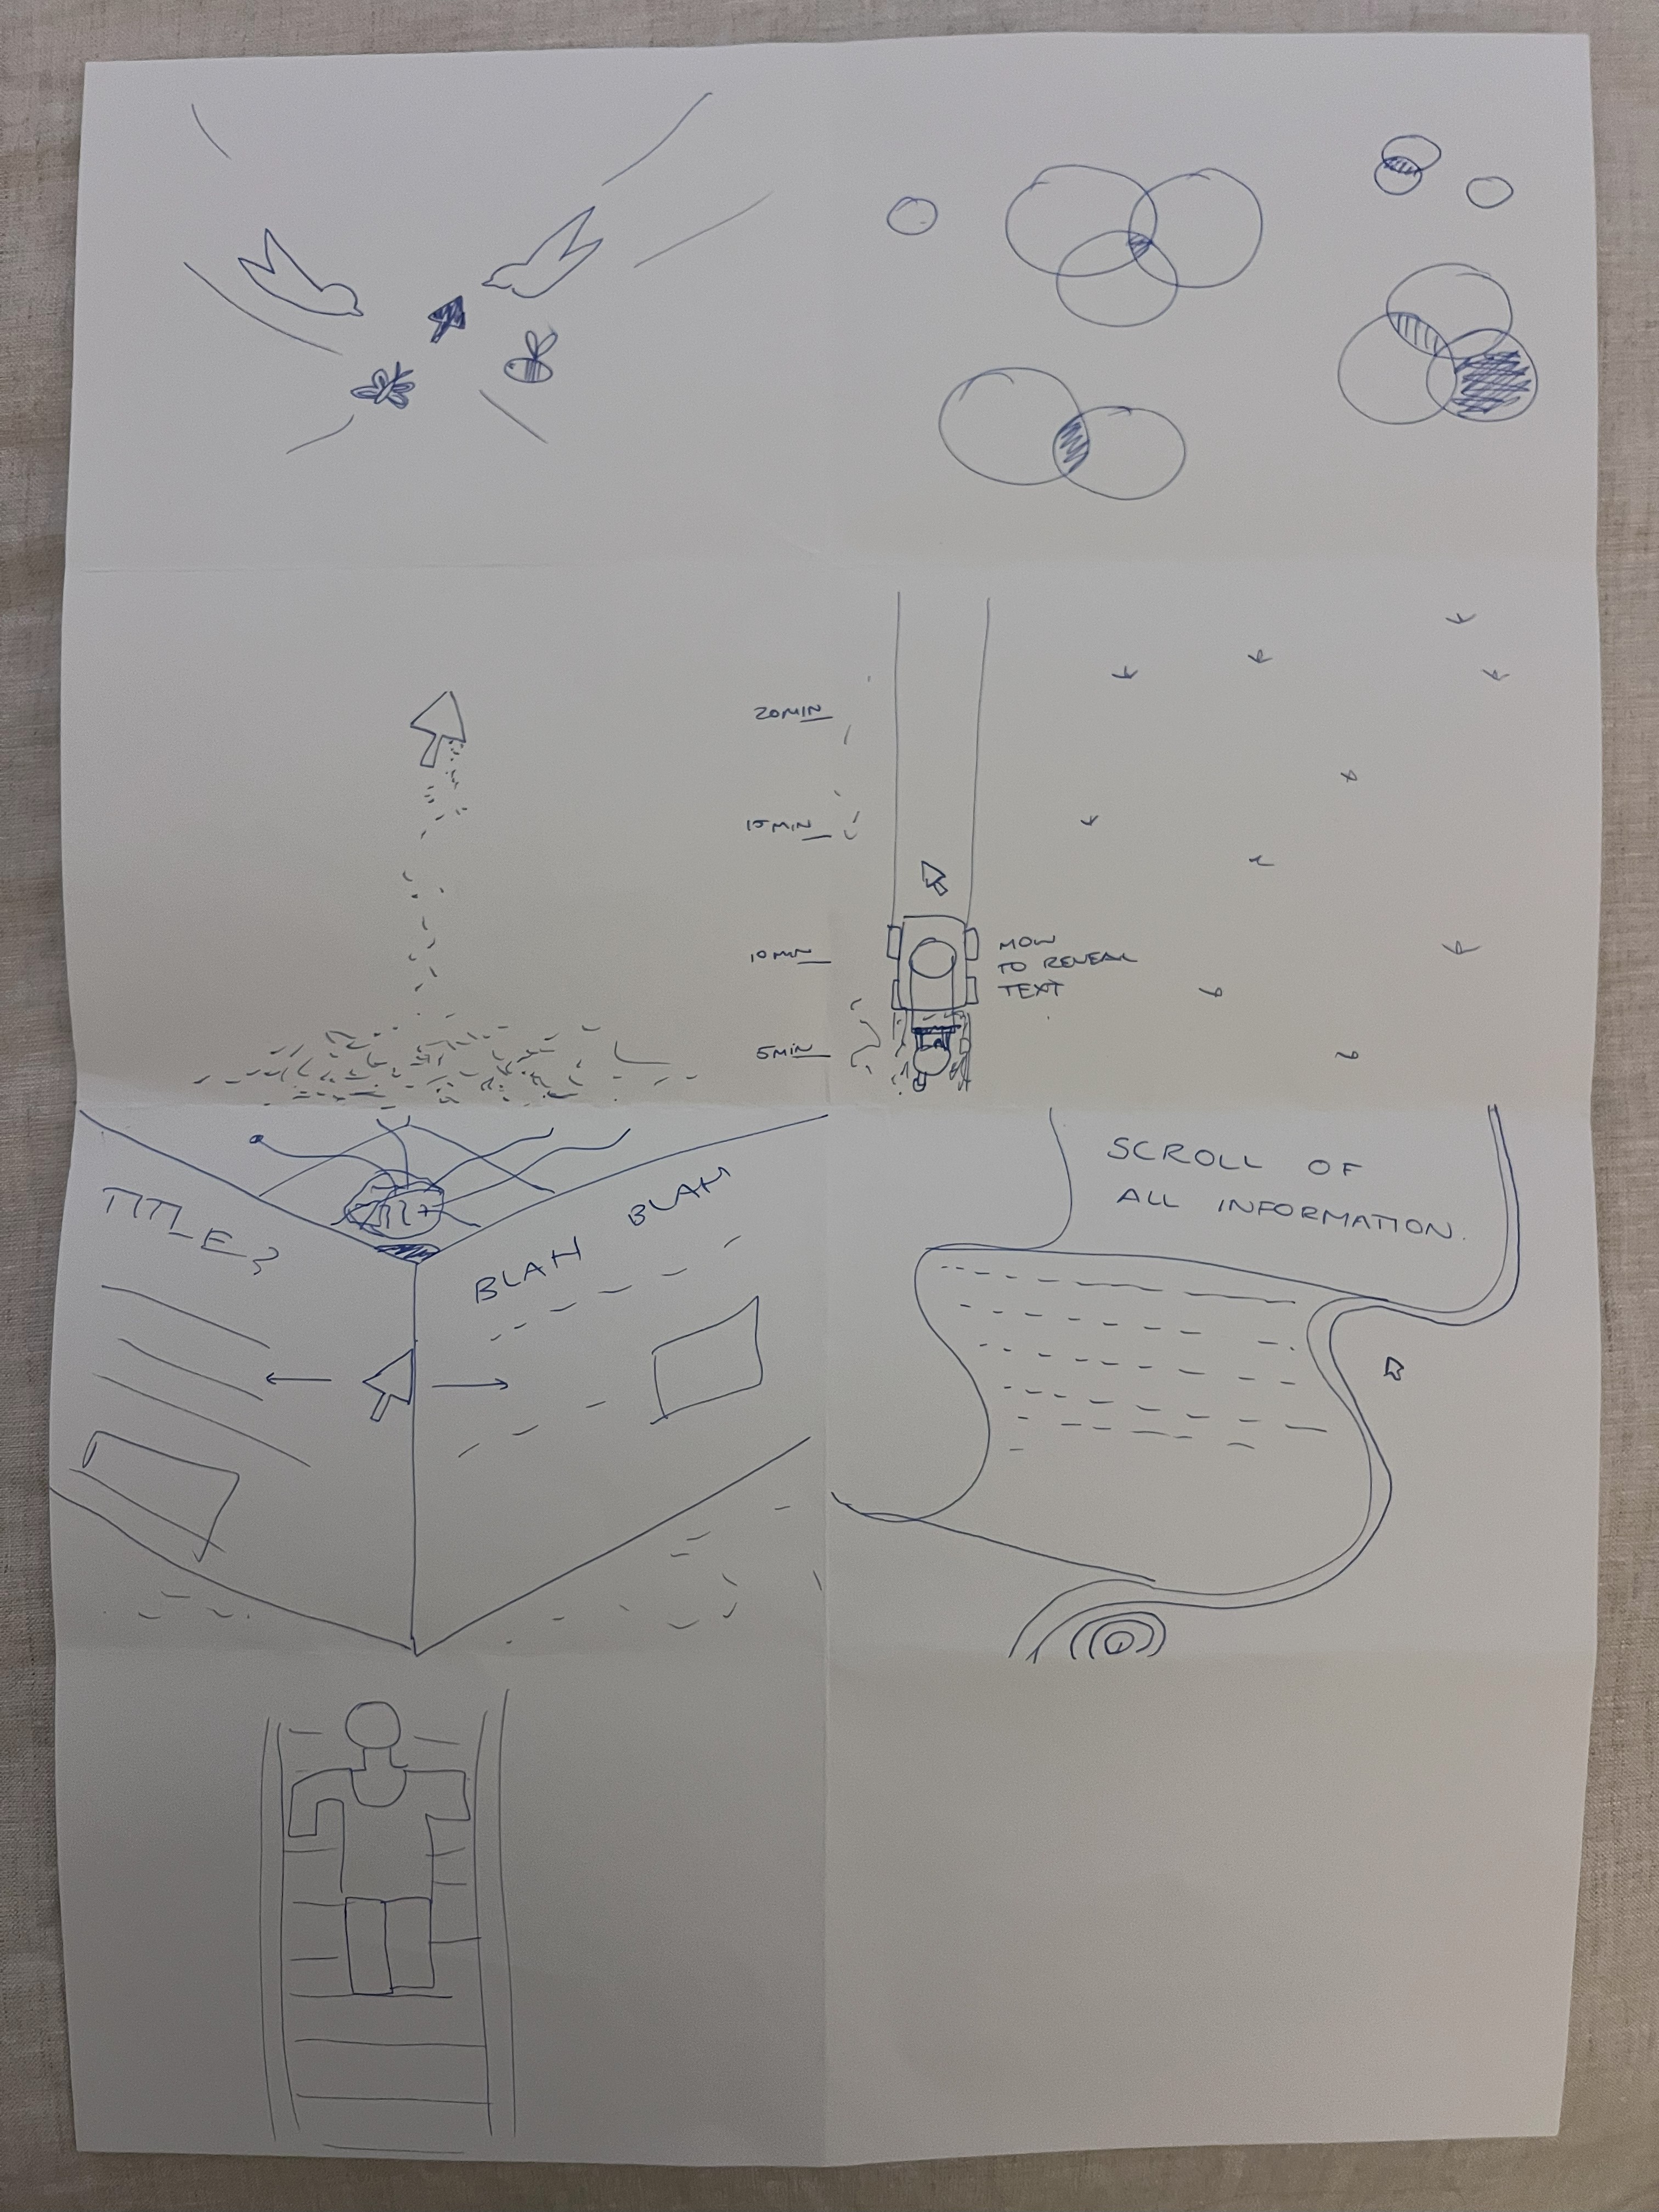 20MIN
15MIN
10MIN
5MIN
MOW
TO REVEAL
TEXT
TITLE?
BLAH BLAH
SCROLL OF
ALL INFORMATION.